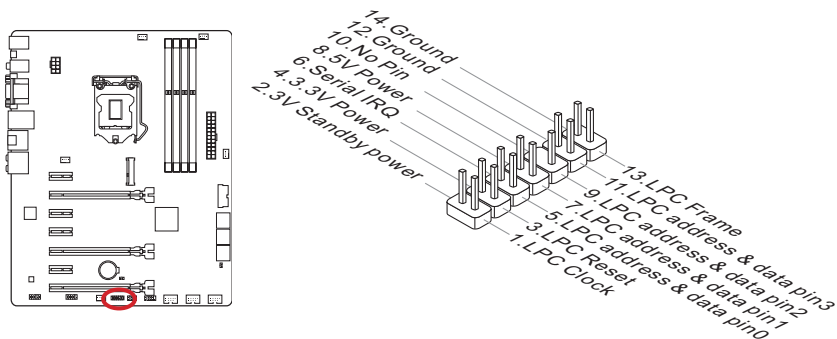 14.Ground
12.Ground
10.No Pin
8.5V Power
6.Serial IRQ
4.3.3V Power
2.3V Standby power
13.LPC Frame
11.LPC address & data pin3
9.LPC address & data pin2
7.LPC address & data pin1
5.LPC address & data pin0
3.LPC Reset
1.LPC Clock